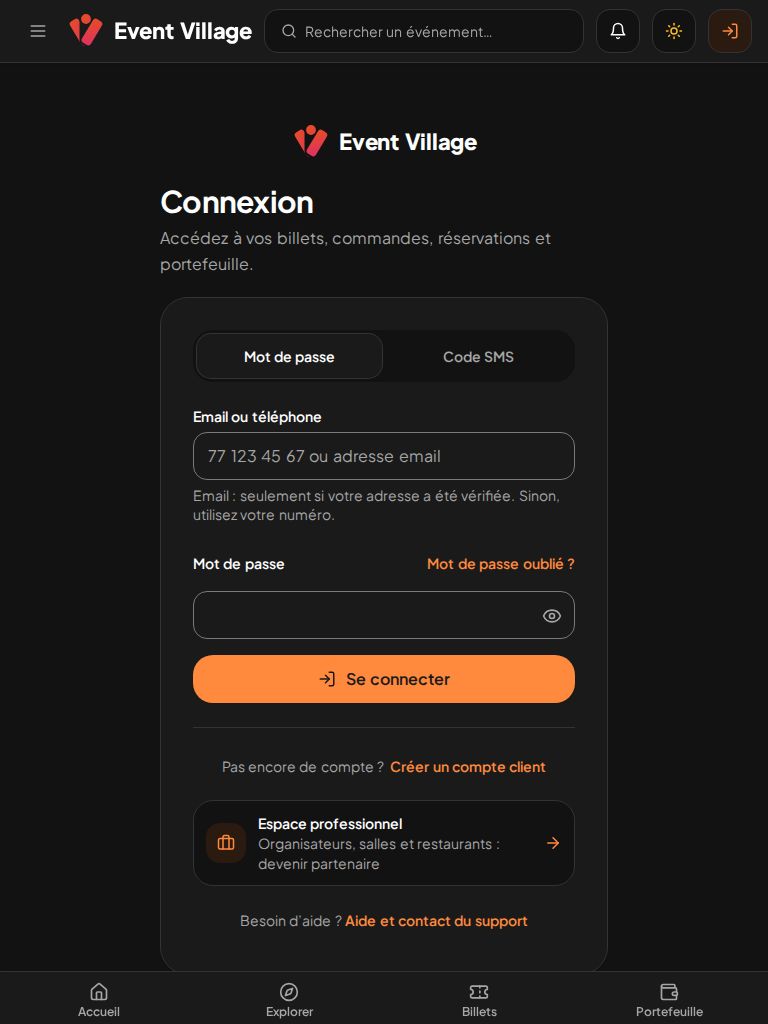 Event Village
Rechercher un événement...
Event Village
Connexion
Accédez à vos billets, commandes, réservations et
portefeuille.
Mot de passe
Code SMS
Email ou téléphone
77 123 45 67 ou adresse email
Email : seulement si votre adresse a été vérifiée. Sinon,
utilisez votre numéro.
Mot de passe
Mot de passe oublié ?
Se connecter
Pas encore de compte ? Créer un compte client
Espace professionnel
Organisateurs, salles et restaurants :
devenir partenaire
Besoin d'aide ? Aide et contact du support
Accueil
Explorer
Billets
Portefeuille